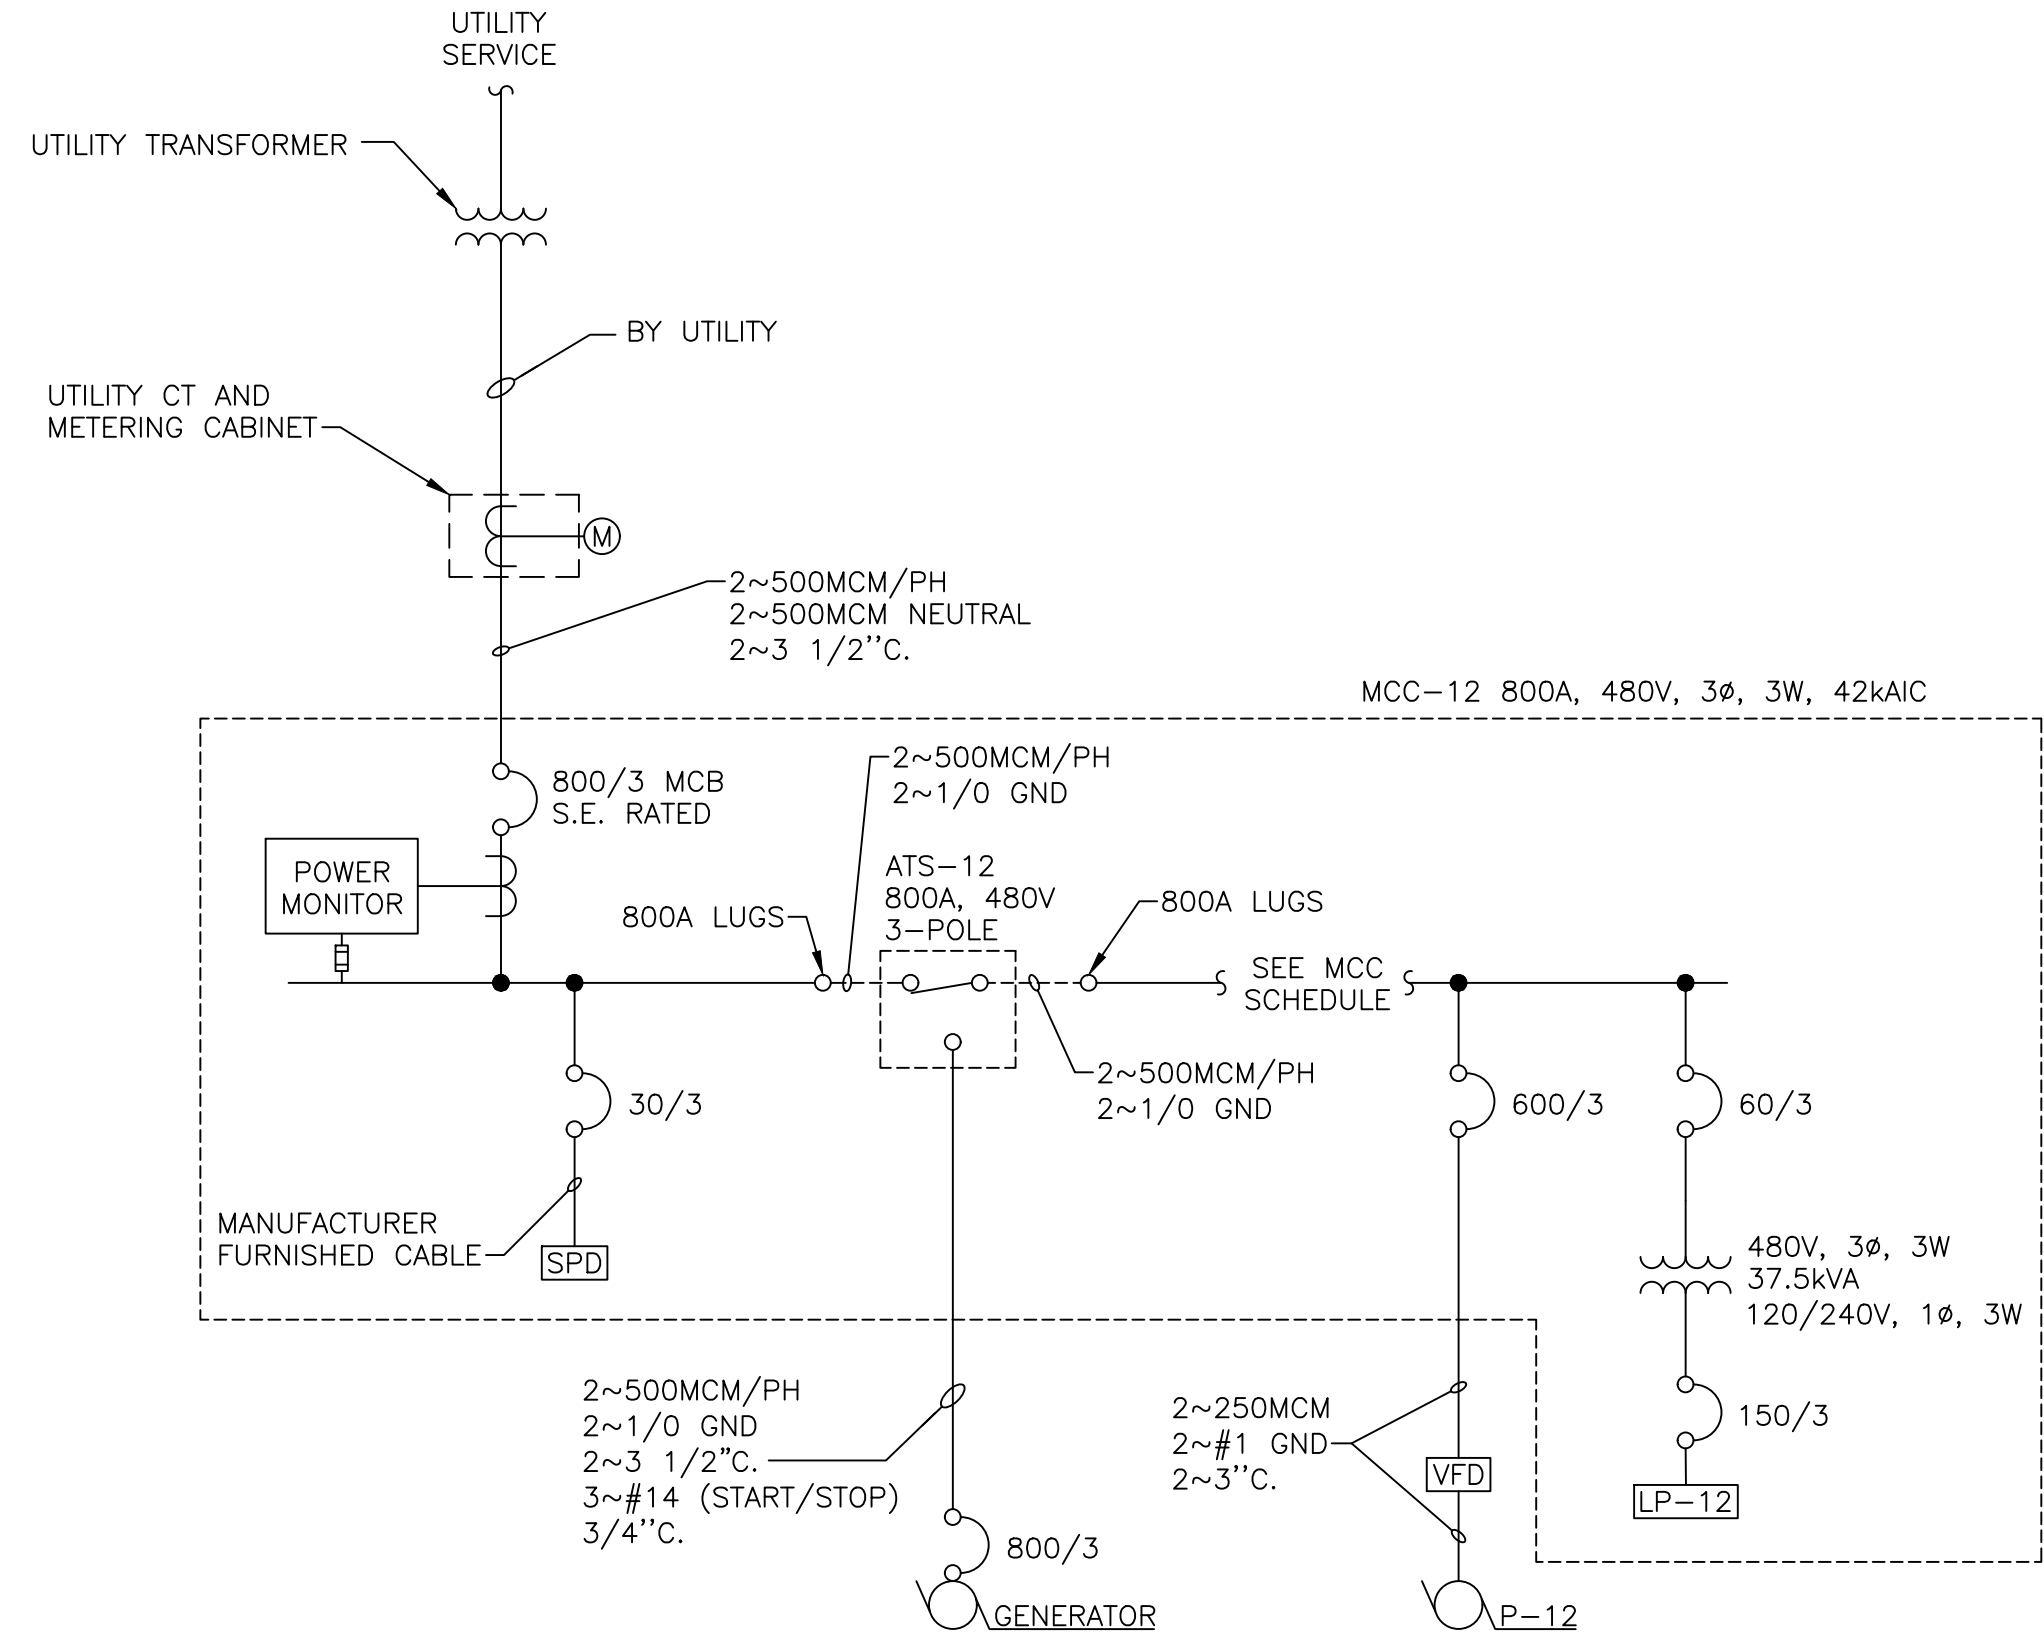 UTILITY
SERVICE
UTILITY TRANSFORMER
BY UTILITY
UTILITY CT AND
METERING CABINET
M
2~500MCM/PH
2~500MCM NEUTRAL
2~3 1/2''C.
MCC-12 800A, 480V, 3ø, 3W, 42kAIC
800/3 MCB
S.E. RATED
2~500MCM/PH
2~1/0 GND
POWER
MONITOR
ATS-12
800A, 480V
3-POLE
800A LUGS
800A LUGS
SEE MCC
SCHEDULE
2~500MCM/PH
2~1/0 GND
30/3
600/3
60/3
MANUFACTURER
FURNISHED CABLE
SPD
480V, 3ø, 3W
37.5kVA
120/240V, 1ø, 3W
2~500MCM/PH
2~1/0 GND
2~3 1/2"C.
3~#14 (START/STOP)
3/4''C.
2~250MCM
2~#1 GND
2~3''C.
VFD
150/3
LP-12
800/3
GENERATOR
P-12